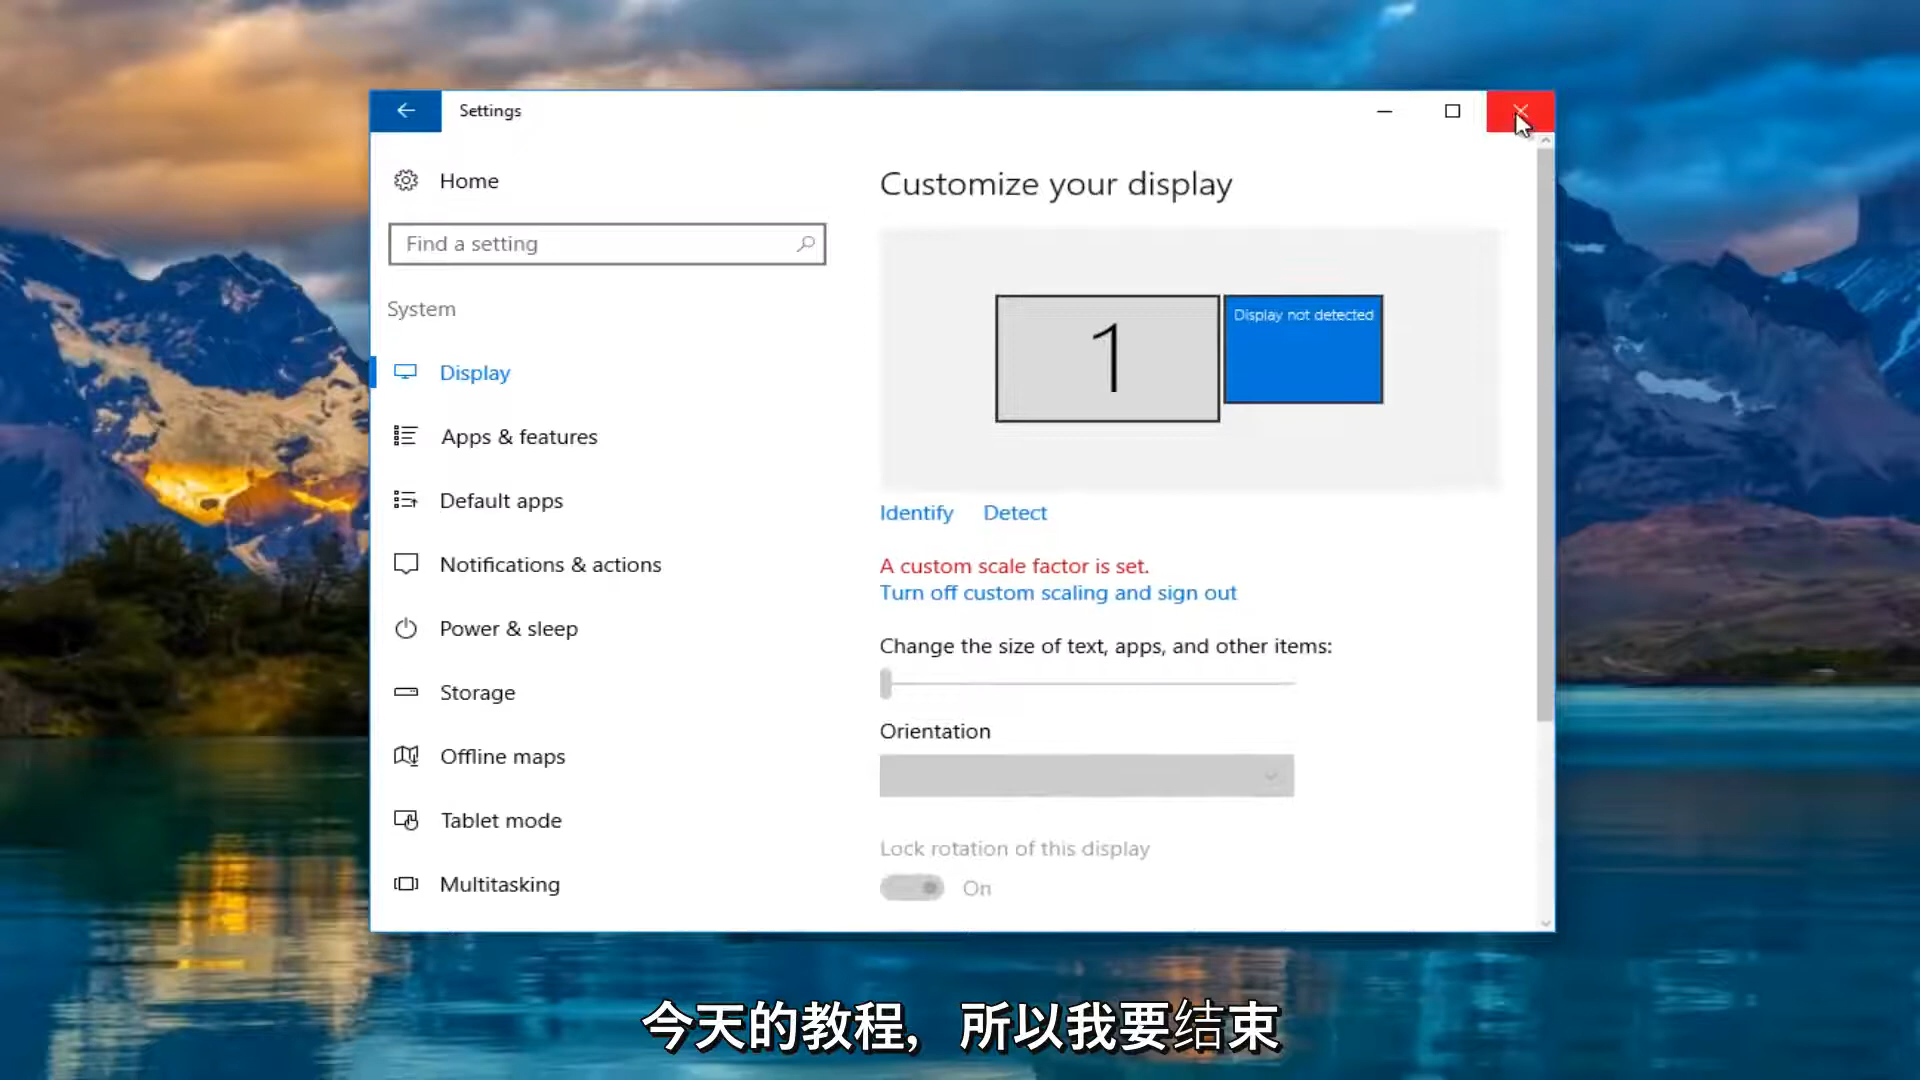 Settings
Home
Find a setting
System
Display
Apps & features
Default apps
Notifications & actions
Power & sleep
Storage
Offline maps
Tablet mode
Multitasking
Customize your display
1
Display not detected
Identify Detect
A custom scale factor is set.
Turn off custom scaling and sign out
Change the size of text, apps, and other items:
Orientation
Lock rotation of this display
On
今天的教程, 所以我要结束